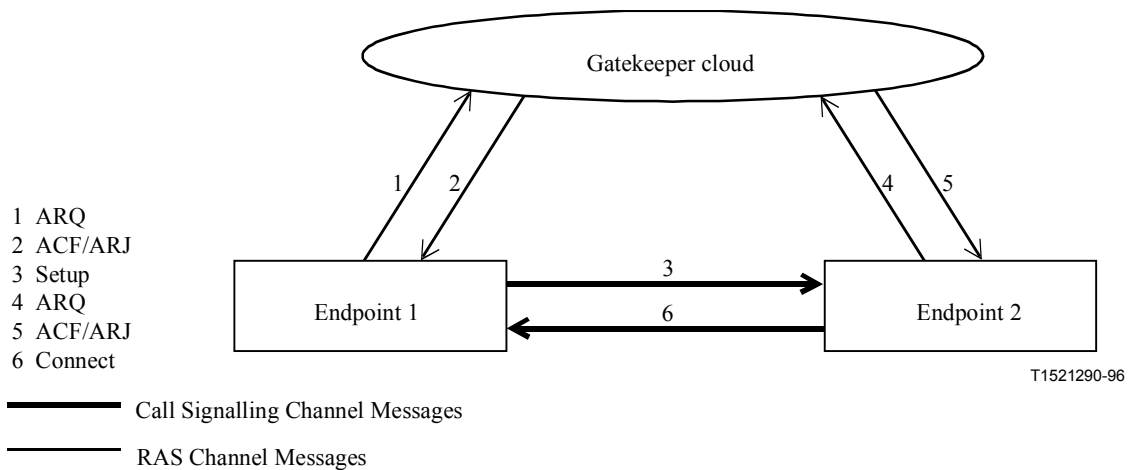 Gatekeeper cloud
1
2
4
5
1 ARQ
2 ACF/ARJ
3 Setup
4 ARQ
5 ACF/ARJ
6 Connect
3
Endpoint 1
6
Endpoint 2
T1521290-96
Call Signalling Channel Messages
RAS Channel Messages